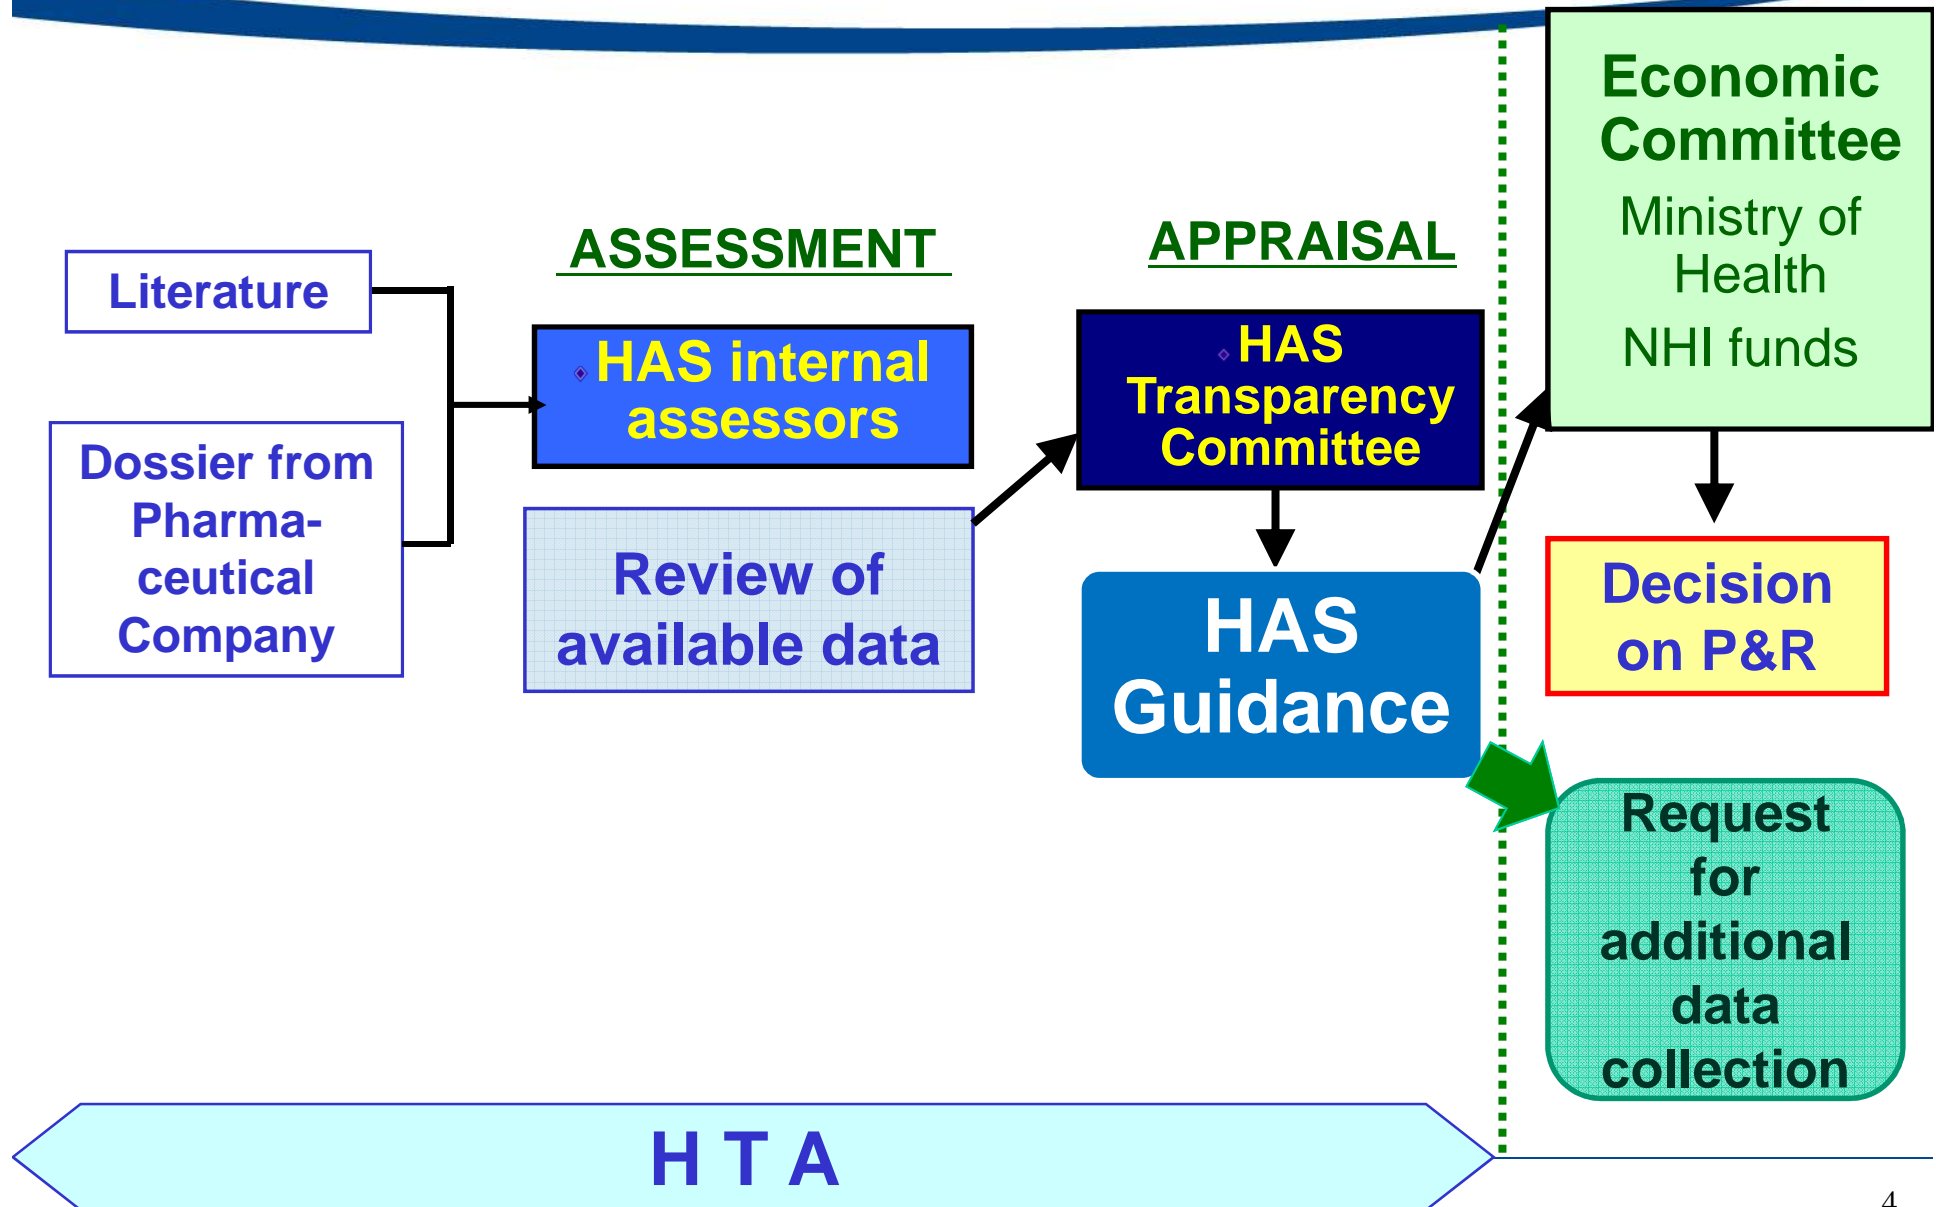 Literature
Dossier from
Pharma-
ceutical
Company
ASSESSMENT
HAS internal
assessors
Review of
available data
APPRAISAL
HAS
Transparency
Committee
HAS
Guidance
Economic
Committee
Ministry of
Health
NHI funds
Decision
on P&R
Request
for
additional
data
collection
H T A
4